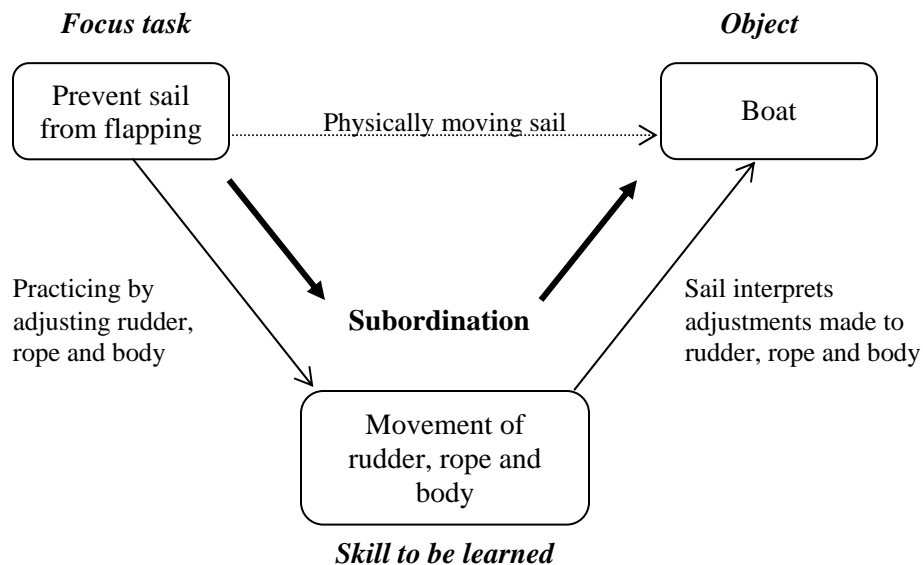 Focus task
Object
Prevent sail
from flapping
Physically moving sail
Boat
Practicing by
adjusting rudder,
rope and body
Subordination
Sail interprets
adjustments made to
rudder, rope and body
Movement of
rudder, rope and
body
Skill to be learned